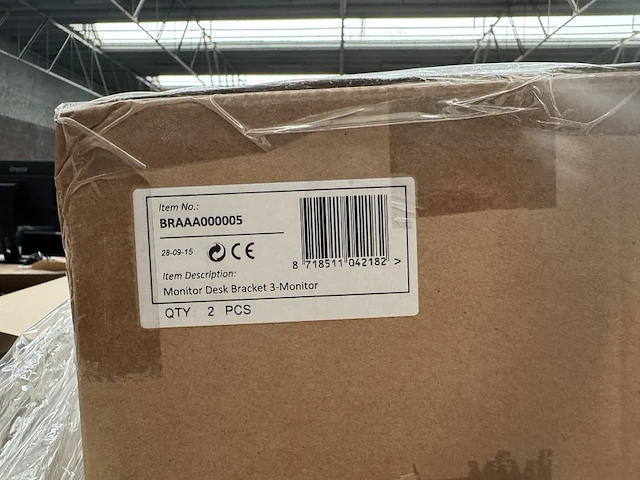 Item No.:
BRAAA000005
28-09-15 CE
Item Description:
Monitor Desk Bracket 3-Monitor
8 718511 042182 >
QTY 2 PCS